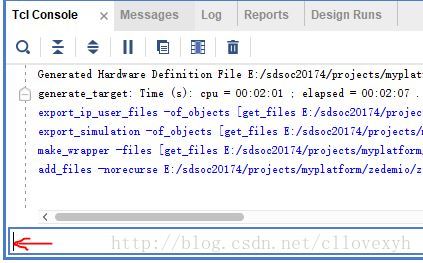 Tcl Console × Messages Log Reports Design Runs
Generated Hardware Definition File E:/sdsoc20174/projects/myplat
generate_target: Time (s): cpu = 00:02:01 ; elapsed = 00:02:07 .
export_ip_user_files -of_objects [get_files E:/sdsoc20174/project
export_simulation -of_objects [get_files E:/sdsoc20174/projects/m
make_wrapper -files [get_files E:/sdsoc20174/projects/myplatform/
add_files -norecurse E:/sdsoc20174/projects/myplatform/zedemio/z
http://blog.csdn.net/cllovexyh